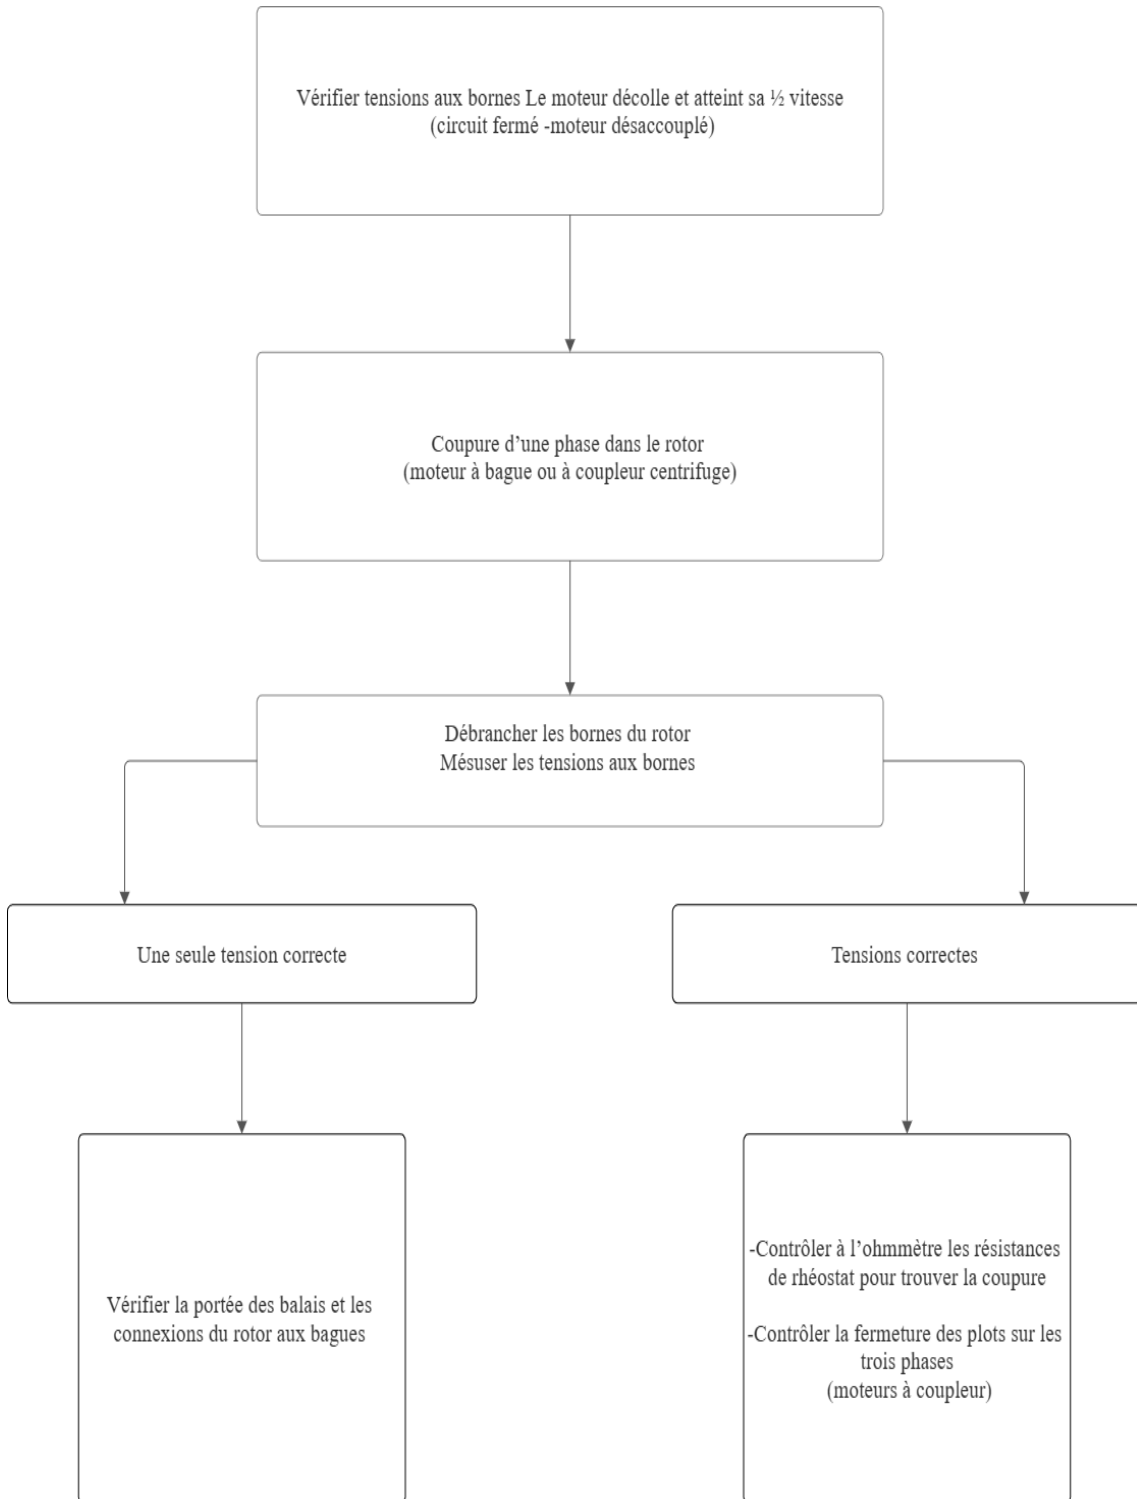 Vérifier tensions aux bornes Le moteur décolle et atteint sa ½ vitesse
(circuit fermé -moteur désaccouplé)
Coupure d’une phase dans le rotor
(moteur à bague ou à coupleur centrifuge)
Débrancher les bornes du rotor
Mésuser les tensions aux bornes
Une seule tension correcte
Tensions correctes
Vérifier la portée des balais et les
connexions du rotor aux bagues
-Contrôler à l’ohmmètre les résistances
de rhéostat pour trouver la coupure
-Contrôler la fermeture des plots sur les
trois phases
(moteurs à coupleur)